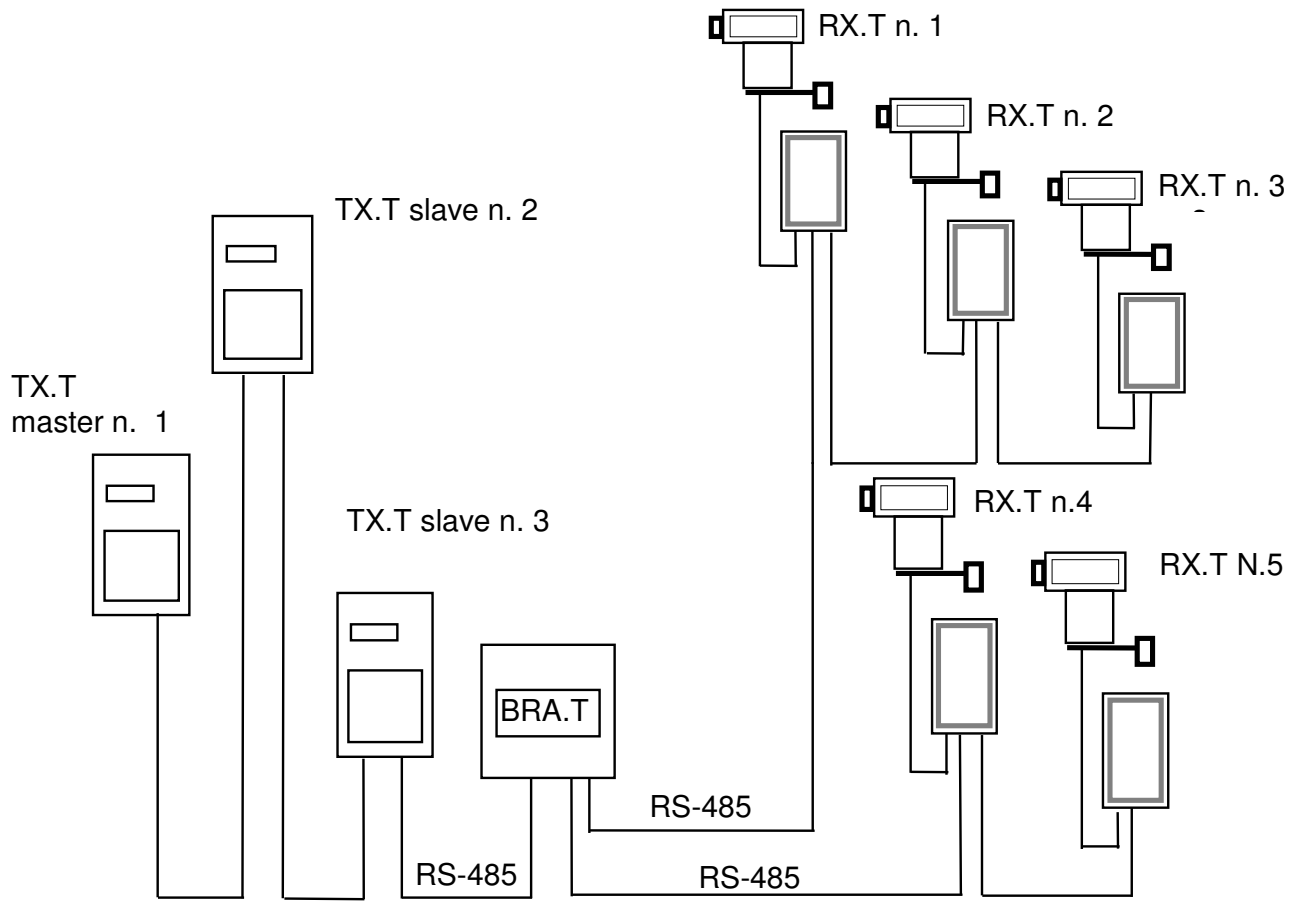 RX.T n. 1
RX.T n. 2
RX.T n. 3
TX.T slave n. 2
TX.T
master n.  1
RX.T n.4
TX.T slave n. 3
RX.T N.5
BRA.T
RS-485
RS-485
RS-485